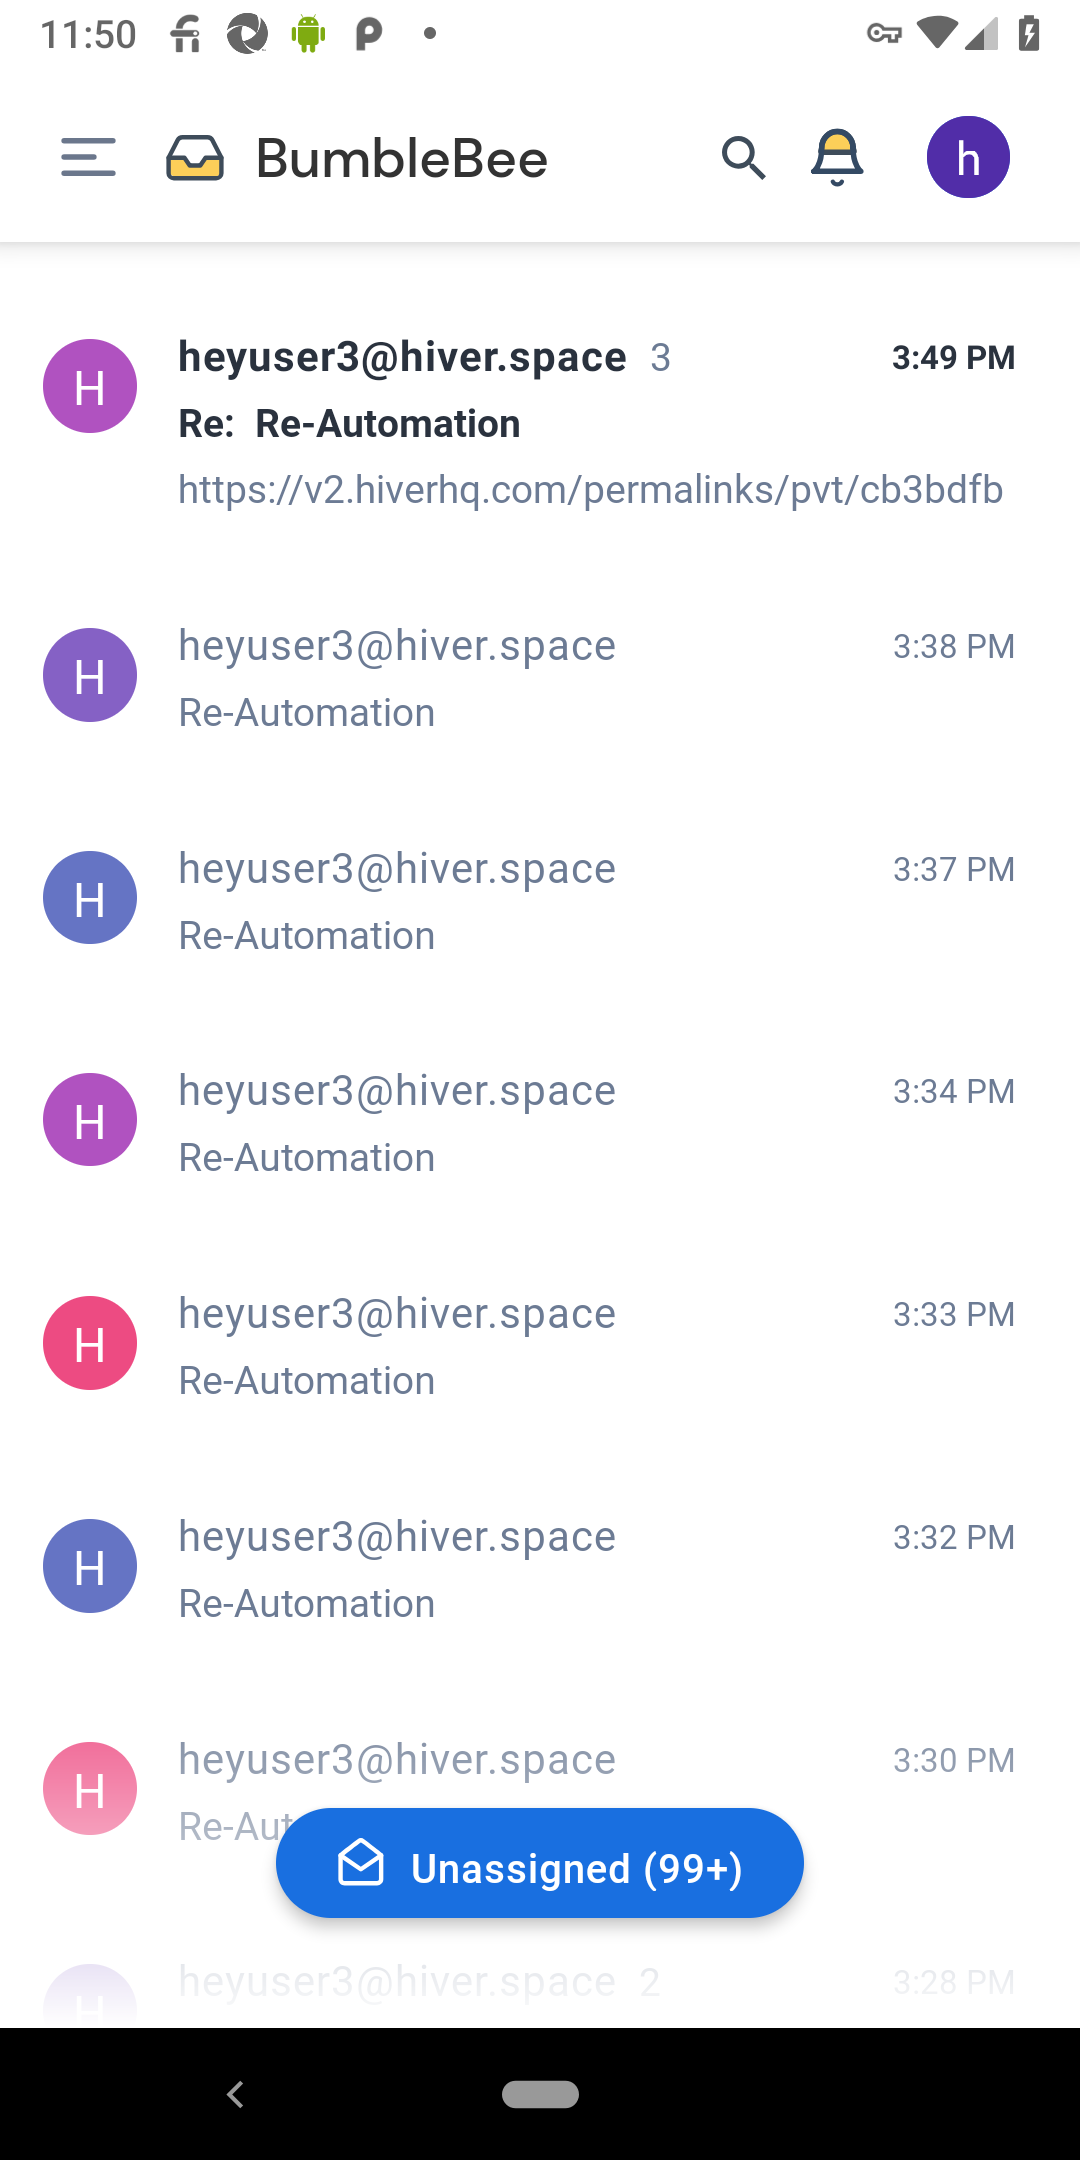 11:50
BumbleBee
h
H
heyuser3@hiver.space 3 3:49 PM
Re: Re-Automation
https://v2.hiverhq.com/permalinks/pvt/cb3bdfb
H
heyuser3@hiver.space 3:38 PM
Re-Automation
H
heyuser3@hiver.space 3:37 PM
Re-Automation
H
heyuser3@hiver.space 3:34 PM
Re-Automation
H
heyuser3@hiver.space 3:33 PM
Re-Automation
H
heyuser3@hiver.space 3:32 PM
Re-Automation
H
heyuser3@hiver.space 3:30 PM
Re-Aut
Unassigned (99+)
H
heyuser3@hiver.space 2 3:28 PM